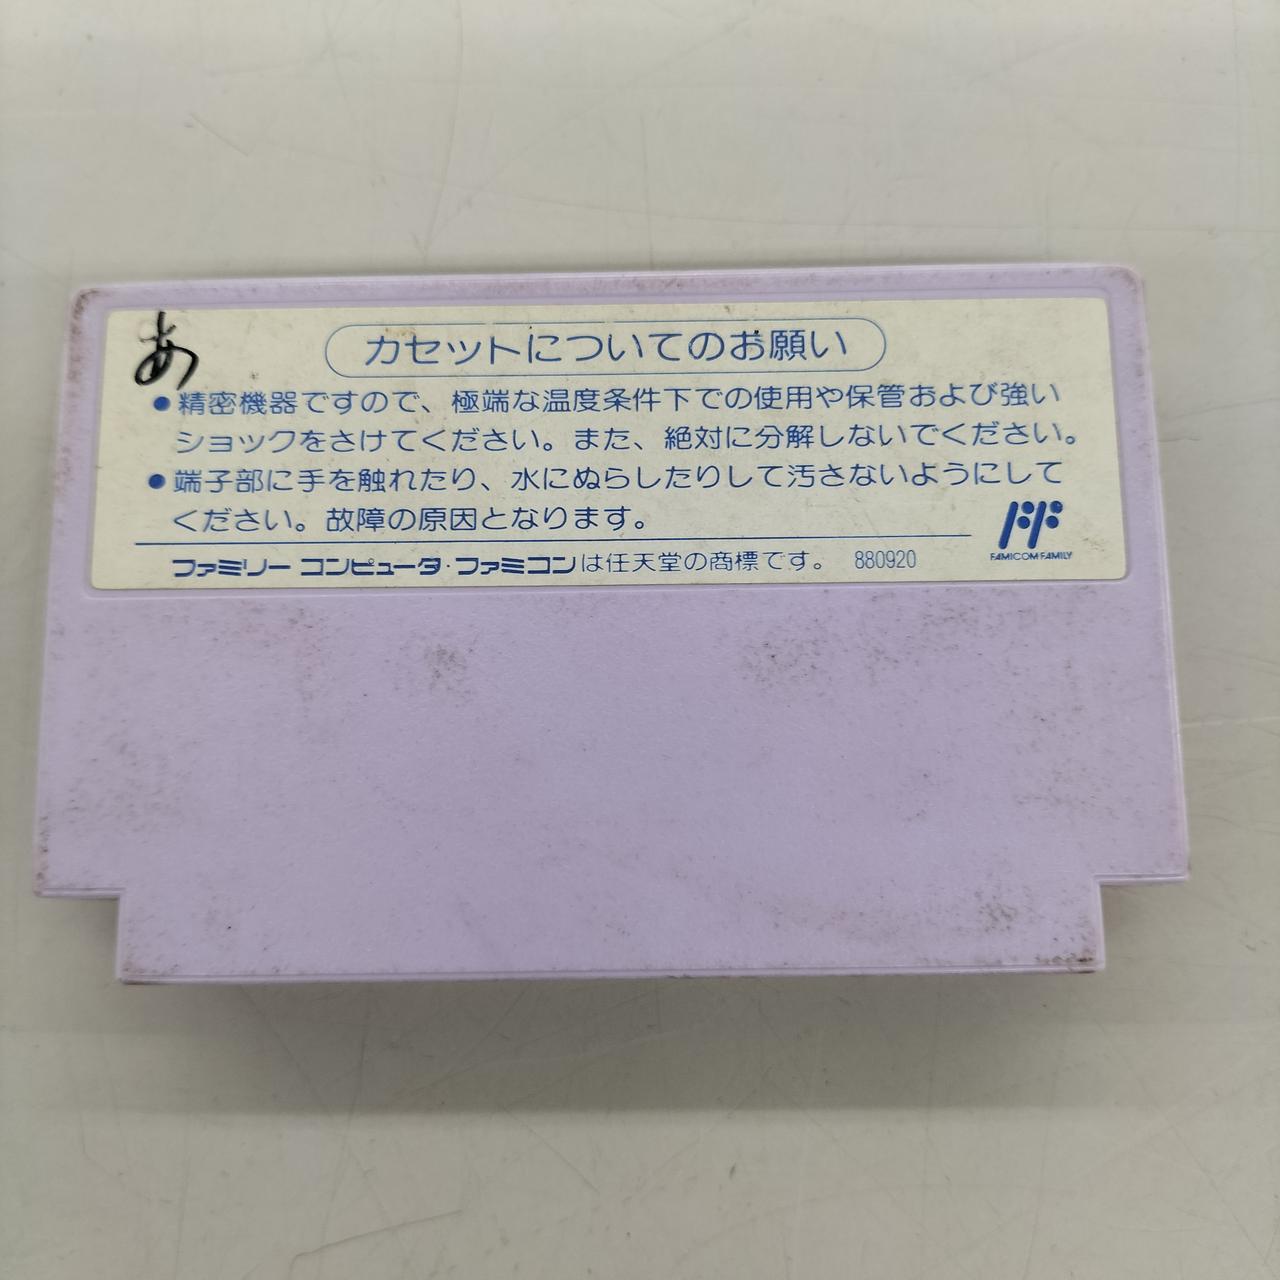 あ
カセットについてのお願い
●精密機器ですので、極端な温度条件下での使用や保管および強い
ショックをさけてください。また、絶対に分解しないでください。
●端子部に手を触れたり、水にぬらしたりして汚さないようにして
ください。故障の原因となります。
FAMICOM FAMILY
ファミリー コンピュータ・ファミコンは任天堂の商標です。 880920